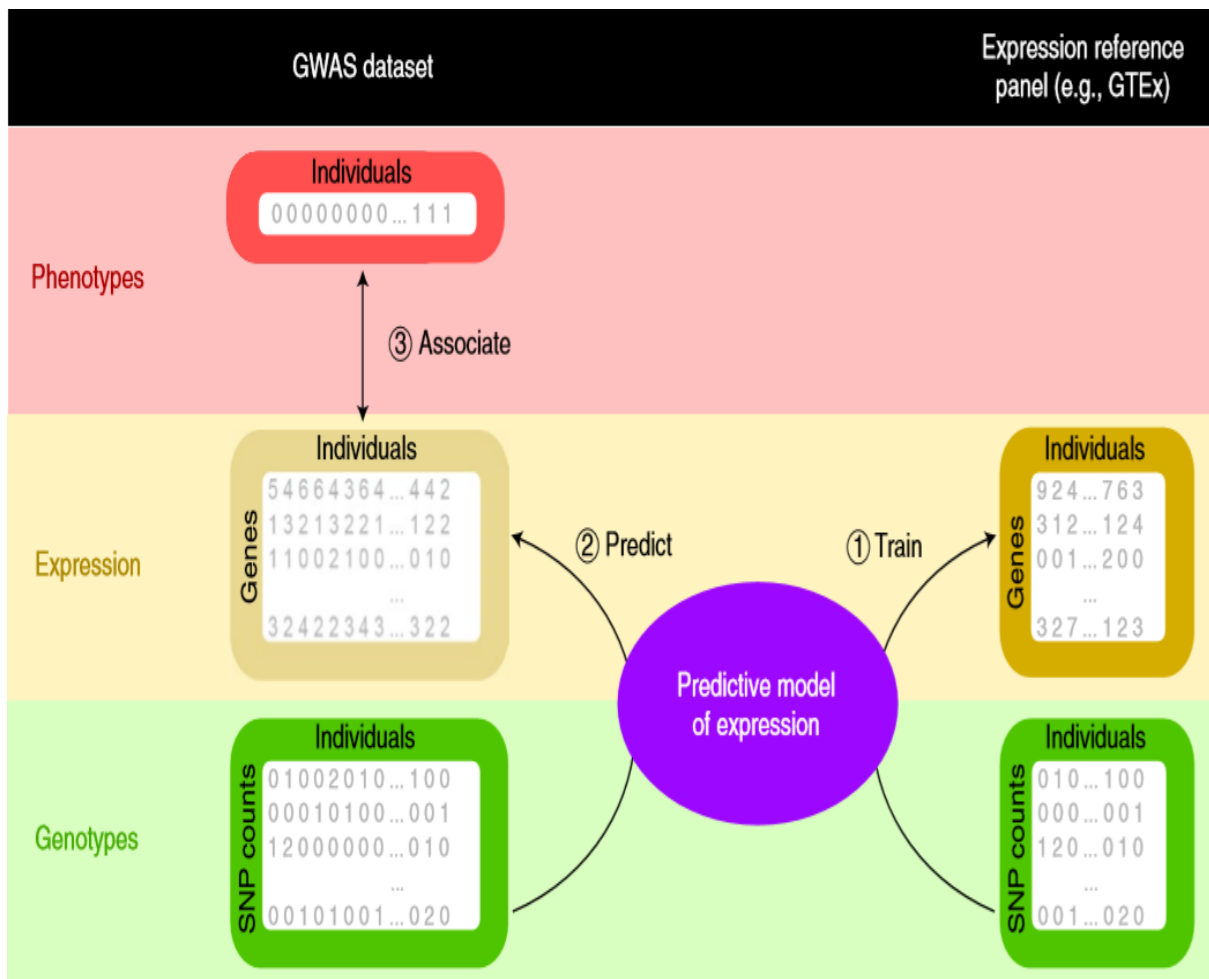 GWAS dataset
Expression reference
panel (e.g., GTEx)
Phenotypes
Individuals
00000000...111
③ Associate
Expression
Individuals
Genes
54664364...442
13213221...122
11002100...010
...
32422343...322
② Predict
① Train
Individuals
Genes
924...763
312...124
001...200
...
327...123
Predictive model
of expression
Genotypes
Individuals
SNP counts
01002010...100
00010100...001
12000000...010
...
00101001...020
Individuals
SNP counts
010...100
000...001
120...010
...
001...020